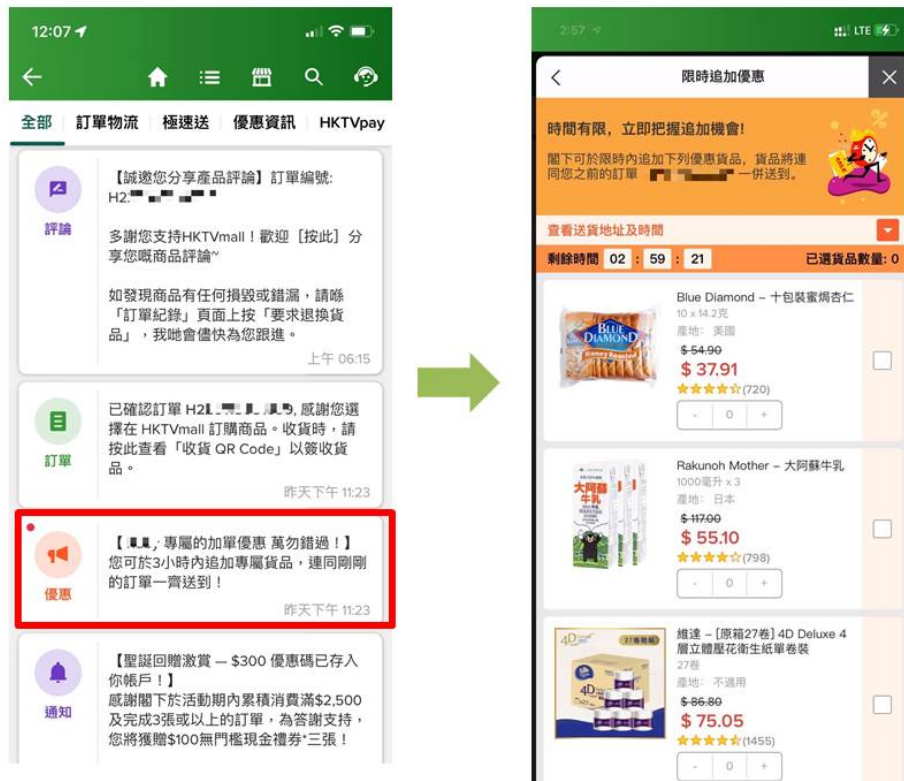 12:07
全部 訂單物流 極速送 優惠資訊 HKTVpay
評論
【誠邀您分享產品評論】訂單編號:
H2
多謝您支持HKTVmall！歡迎［按此］分
享您嘅商品評論~
如發現商品有任何損毀或錯漏，請喺
「訂單紀錄」頁面上按「要求退換貨
品」，我哋會儘快為您跟進。
上午 06:15
訂單
已確認訂單 H2, 感謝您選
擇在 HKTVmall 訂購商品。收貨時，請
按此查看「收貨 QR Code」以簽收貨
品。
昨天下午 11:23
優惠
【專屬的加單優惠 萬勿錯過！】
您可於3小時內追加專屬貨品，連同剛剛
的訂單一齊送到！
昨天下午 11:23
通知
【聖誕回贈激賞 — $300 優惠碼已存入
你帳戶！】
感謝閣下於活動期內累積消費滿$2,500
及完成3張或以上的訂單，為答謝支持，
您將獲贈$100無門檻現金禮券*三張！
2:57 LTE
限時追加優惠
時間有限，立即把握追加機會!
閣下可於限時內追加下列優惠貨品，貨品將連
同您之前的訂單 一併送到。
查看送貨地址及時間
剩餘時間 02 : 59 : 21 已選貨品數量: 0
BLUE DIAMOND
Honey Roasted
Blue Diamond – 十包裝蜜焗杏仁
10 x 14.2克
產地: 美國
$ 54.90
$ 37.91
(720)
- 0 +
大阿蘇
牛乳
Rakunoh Mother – 大阿蘇牛乳
1000毫升 x 3
產地: 日本
$ 117.00
$ 55.10
(798)
- 0 +
4D
27卷
維達 – [原箱27卷] 4D Deluxe 4
層立體壓花衛生紙單卷裝
27卷
產地: 不適用
$ 86.80
$ 75.05
(1455)
- 0 +